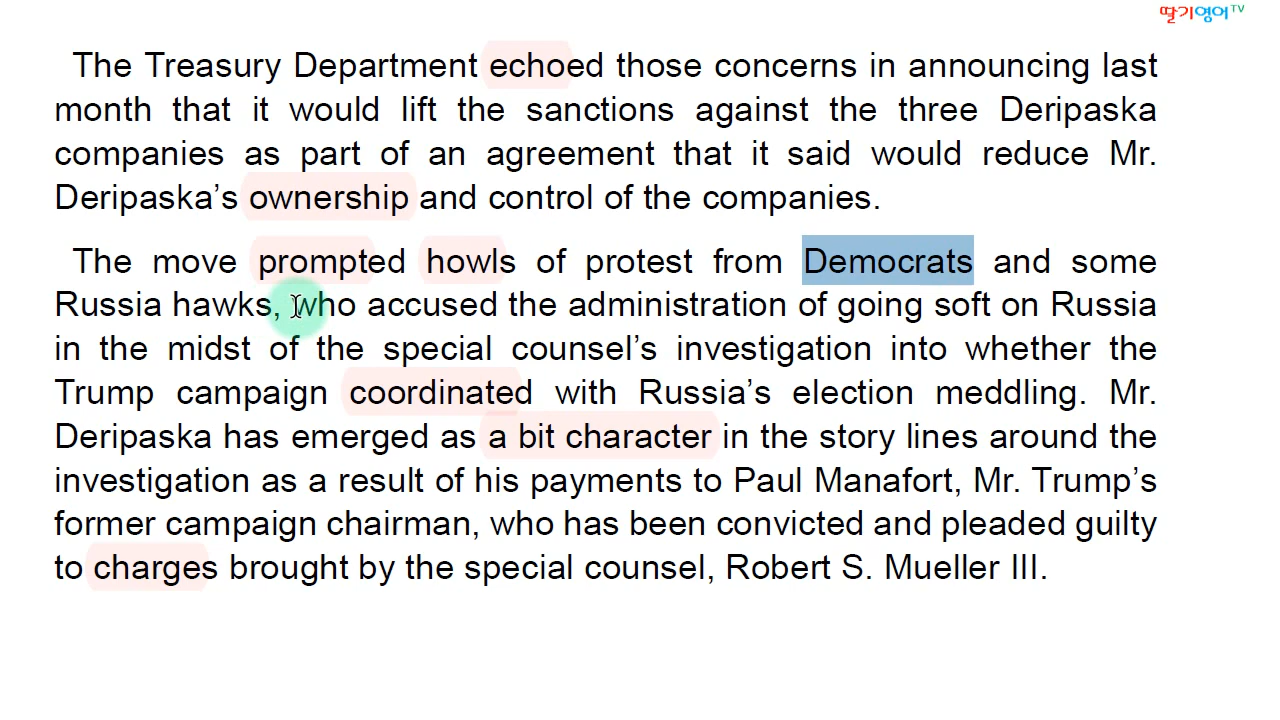 딸기영어TV
The Treasury Department echoed those concerns in announcing last
month that it would lift the sanctions against the three Deripaska
companies as part of an agreement that it said would reduce Mr.
Deripaska’s ownership and control of the companies.
The move prompted howls of protest from Democrats and some
Russia hawks, who accused the administration of going soft on Russia
in the midst of the special counsel’s investigation into whether the
Trump campaign coordinated with Russia’s election meddling. Mr.
Deripaska has emerged as a bit character in the story lines around the
investigation as a result of his payments to Paul Manafort, Mr. Trump’s
former campaign chairman, who has been convicted and pleaded guilty
to charges brought by the special counsel, Robert S. Mueller III.